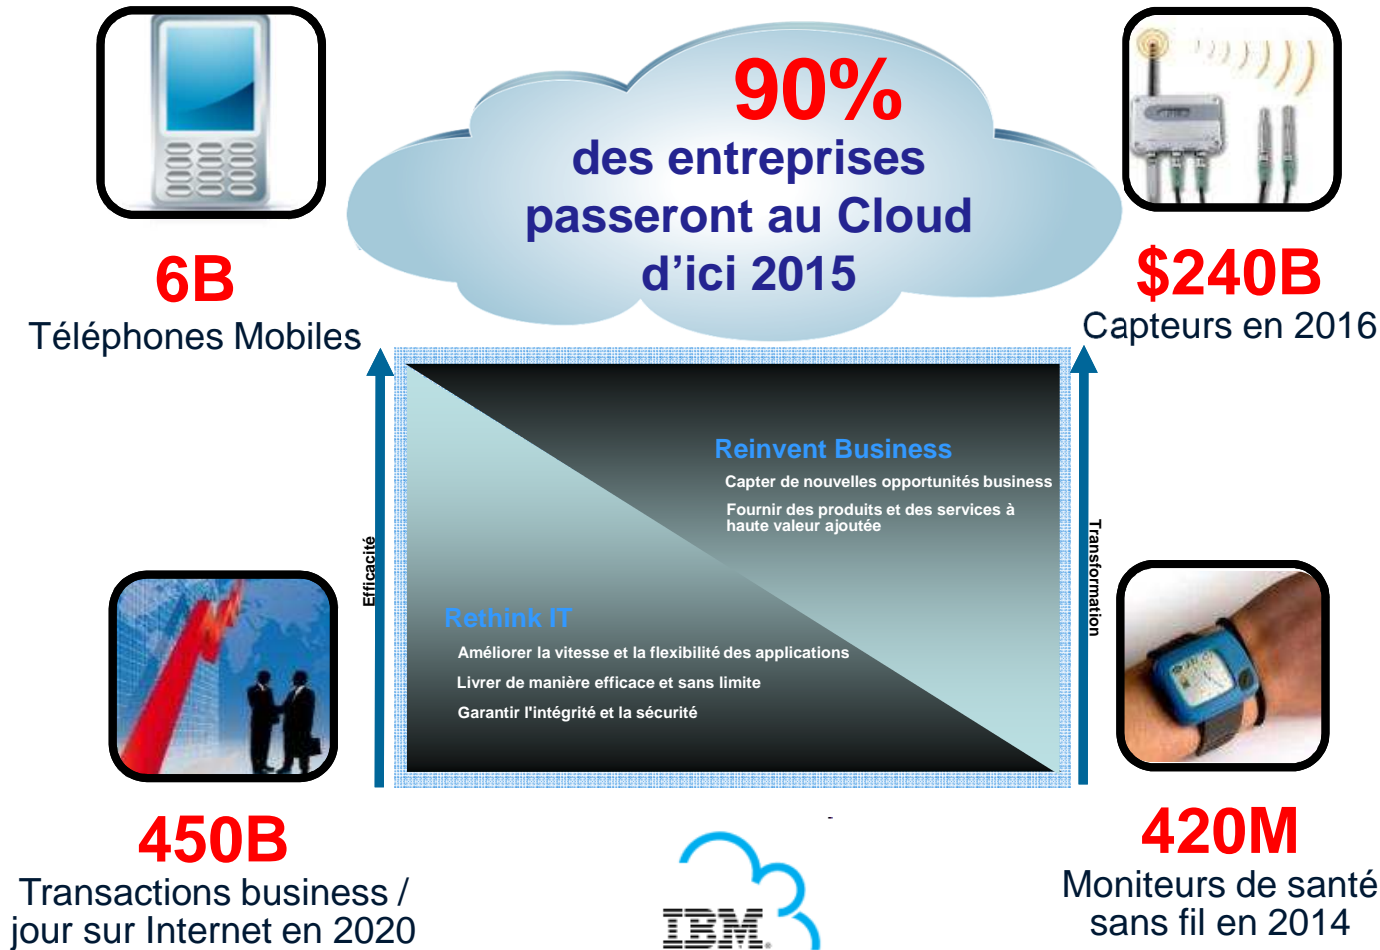 90%
des entreprises
passeront au Cloud
d’ici 2015
6B
Téléphones Mobiles
$240B
Capteurs en 2016
Efficacité
Reinvent Business
Capter de nouvelles opportunités business
Fournir des produits et des services à
haute valeur ajoutée
Transformation
Rethink IT
Améliorer la vitesse et la flexibilité des applications
Livrer de manière efficace et sans limite
Garantir l'intégrité et la sécurité
450B
Transactions business /
jour sur Internet en 2020
420M
Moniteurs de santé
sans fil en 2014
IBM.